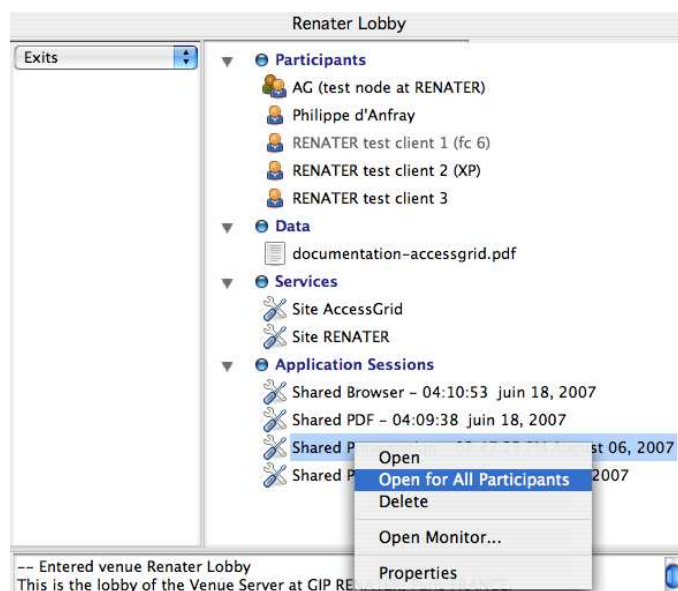 Renater Lobby
Exits
Participants
AG (test node at RENATER)
Philippe d'Anfray
RENATER test client 1 (fc 6)
RENATER test client 2 (XP)
RENATER test client 3
Data
documentation-accessgrid.pdf
Services
Site AccessGrid
Site RENATER
Application Sessions
Shared Browser – 04:10:53 juin 18, 2007
Shared PDF – 04:09:38 juin 18, 2007
Shared 06, 2007
Shared 2007
Open
Open for All Participants
Delete
Open Monitor...
Properties
-- Entered venue Renater Lobby
This is the lobby of the Venue Server at GIP